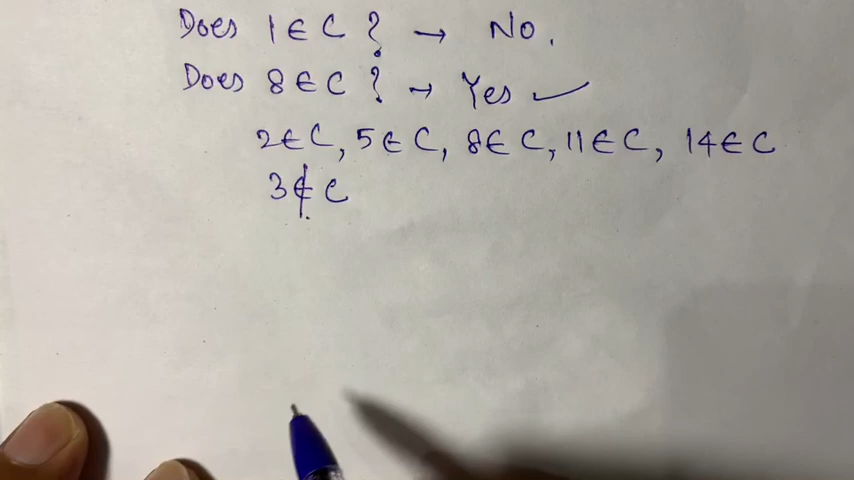 Does 1 ∈ C ? → No.
Does 8 ∈ C ? → Yes ✓
2 ∈ C, 5 ∈ C, 8 ∈ C, 11 ∈ C, 14 ∈ C
3 ∉ C